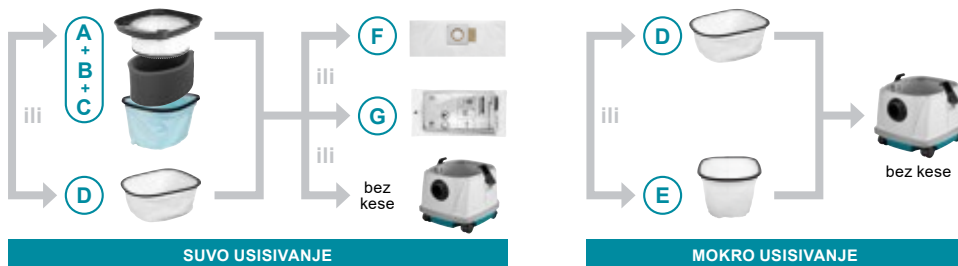 A
+
B
+
C
ili
D
F
ili
G
ili
bez
kese
SUVO USISIVANJE
D
ili
E
bez kese
MOKRO USISIVANJE